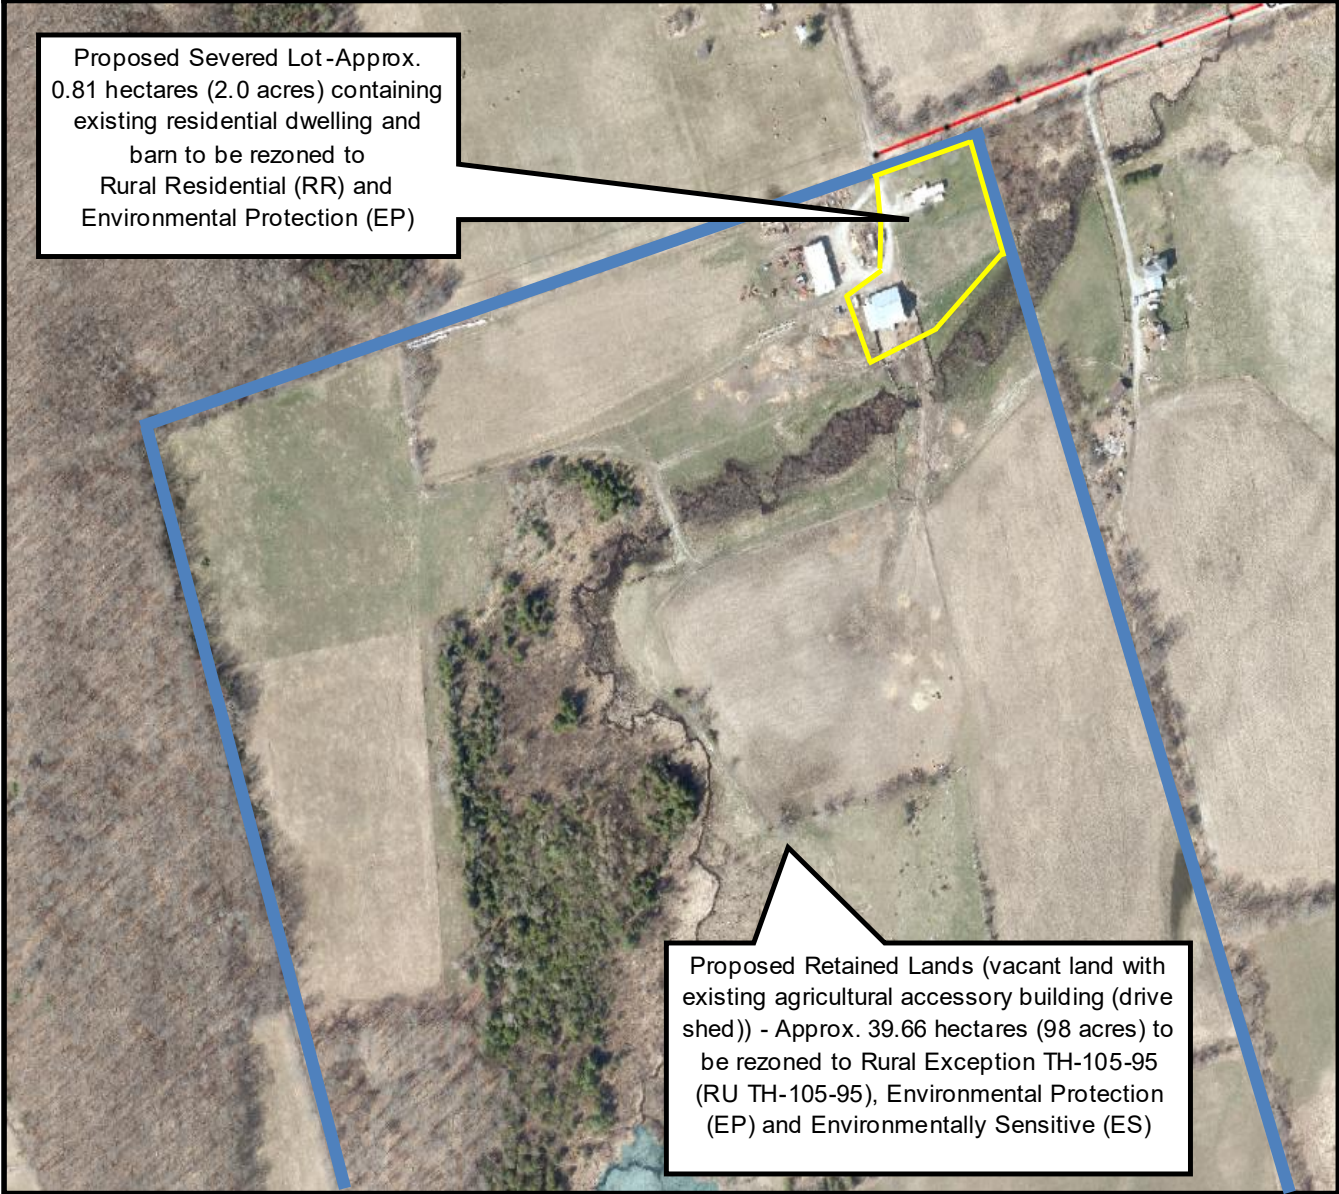 Proposed Severed Lot -Approx.
0.81 hectares (2.0 acres) containing
existing residential dwelling and
barn to be rezoned to
Rural Residential (RR) and
Environmental Protection (EP)
Proposed Retained Lands (vacant land with
existing agricultural accessory building (drive
shed)) - Approx. 39.66 hectares (98 acres) to
be rezoned to Rural Exception TH-105-95
(RU TH-105-95), Environmental Protection
(EP) and Environmentally Sensitive (ES)